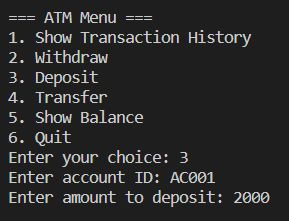 === ATM Menu ===
1. Show Transaction History
2. Withdraw
3. Deposit
4. Transfer
5. Show Balance
6. Quit
Enter your choice: 3
Enter account ID: AC001
Enter amount to deposit: 2000